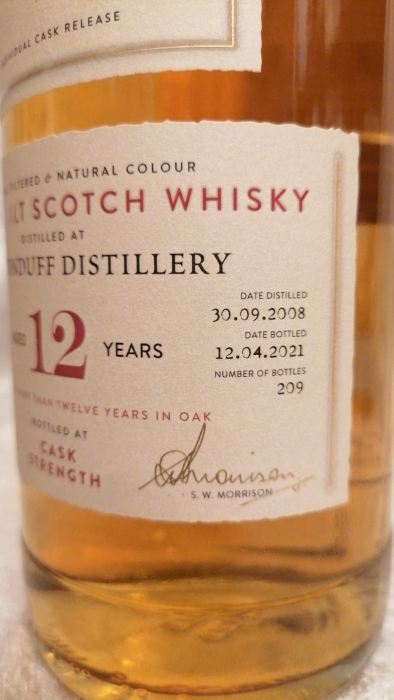 CASK RELEASE
& NATURAL COLOUR
SCOTCH WHISKY
DISTILLED AT
DISTILLERY
12 YEARS
DATE DISTILLED
30.09.2008
DATE BOTTLED
12.04.2021
NUMBER OF BOTTLES
209
THAN TWELVE YEARS IN OAK
BOTTLED AT
CASK
STRENGTH
S. W. MORRISON